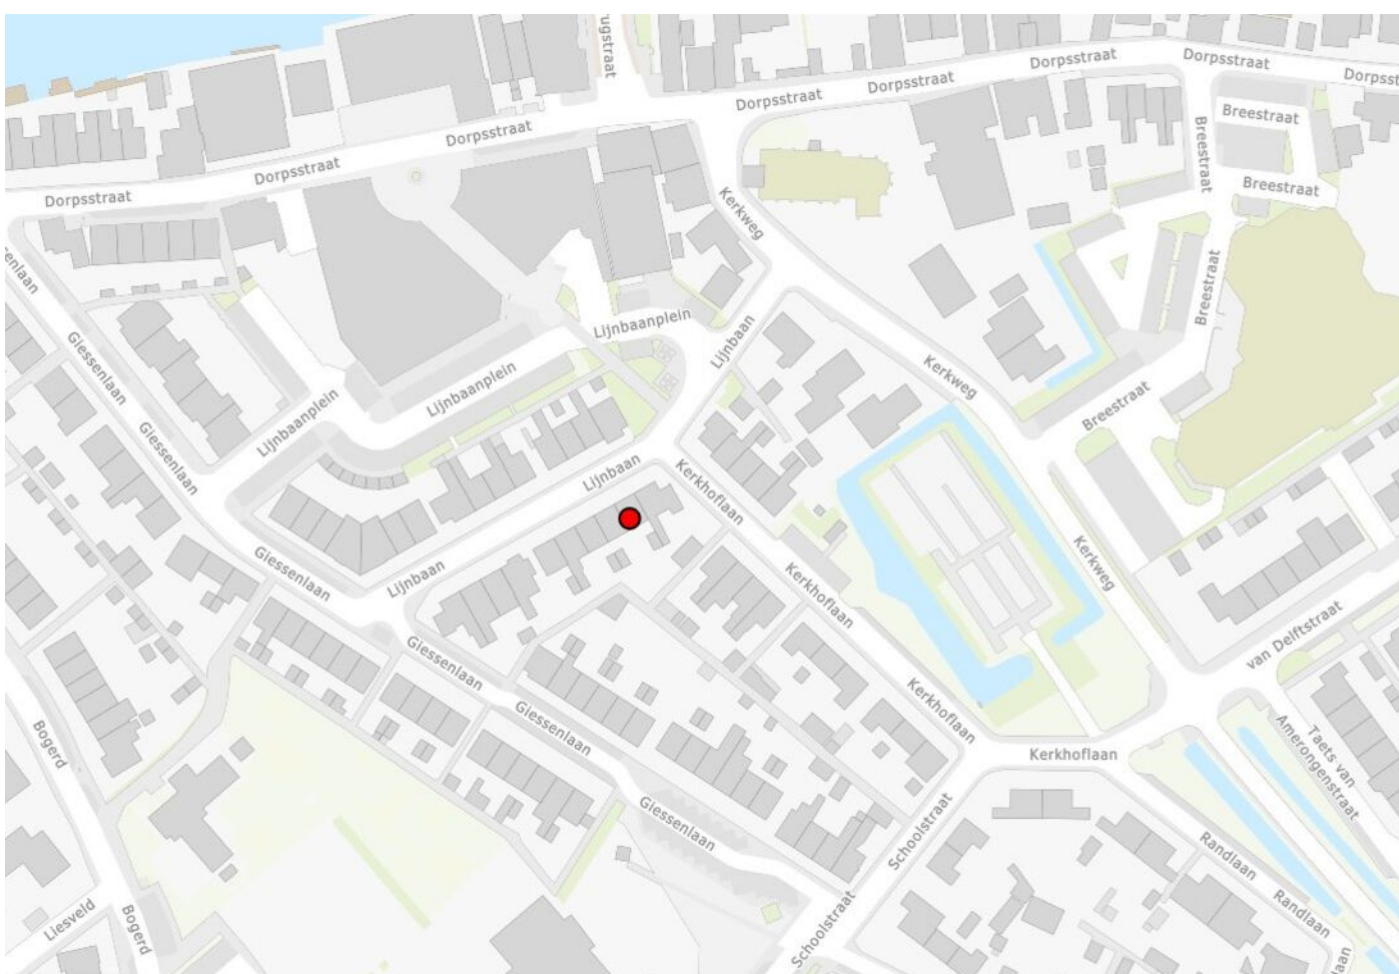 Dorpsstraat
Dorpsstraat
Dorpsstraat
Dorpsstraat
Dorpsstraat
Dorpsstraat
Dorpsstraat
Breestraat
Breestraat
Breestraat
Kerkweg
Breestraat
Lijnbaanplein
Lijnbaan
Giessenlaan
Lijnbaanplein
Kerkweg
Breestraat
Lijnbaanplein
Giessenlaan
Lijnbaan
Kerkhoflaan
Giessenlaan
Lijnbaan
Kerkweg
Kerkhoflaan
van Delftstraat
Giessenlaan
Kerkhoflaan
Giessenlaan
Bogerd
Kerkhoflaan
Taets van
Amerongenstraat
Giessenlaan
Schoolstraat
Randlaan
Randlaan
Liesveld
Bogerd
Schoolstraat